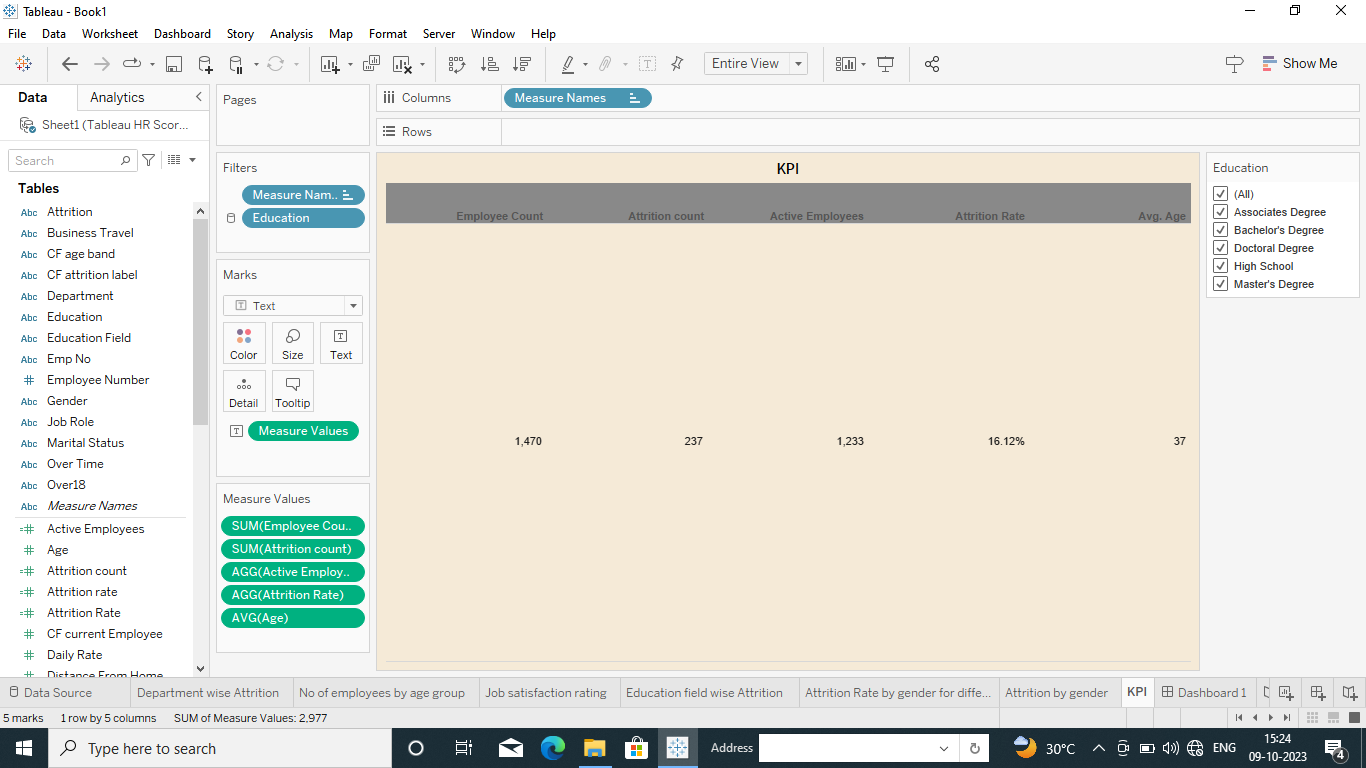 Tableau - Book1
File Data Worksheet Dashboard Story Analysis Map Format Server Window Help
Entire View
Show Me
Data Analytics
Sheet1 (Tableau HR Scor...
Search
Tables
Abc Attrition
Abc Business Travel
Abc CF age band
Abc CF attrition label
Abc Department
Abc Education
Abc Education Field
Abc Emp No
# Employee Number
Abc Gender
Abc Job Role
Abc Marital Status
Abc Over Time
Abc Over18
Abc Measure Names
=# Active Employees
# Age
=# Attrition count
=# Attrition rate
=# Attrition Rate
# CF current Employee
# Daily Rate
# Distance From Home
Pages
Filters
Measure Nam..
Education
Marks
T Text
Color Size T Text
Detail Tooltip
T Measure Values
Measure Values
SUM(Employee Cou..
SUM(Attrition count)
AGG(Active Employ..
AGG(Attrition Rate)
AVG(Age)
Columns Measure Names
Rows
KPI
Employee Count Attrition count Active Employees Attrition Rate Avg. Age
1,470 237 1,233 16.12% 37
Education
(All)
Associates Degree
Bachelor's Degree
Doctoral Degree
High School
Master's Degree
Data Source Department wise Attrition No of employees by age group Job satisfaction rating Education field wise Attrition Attrition Rate by gender for diffe... Attrition by gender KPI Dashboard 1
5 marks 1 row by 5 columns SUM of Measure Values: 2,977
Type here to search
Address
30°C
ENG
15:24
09-10-2023
4